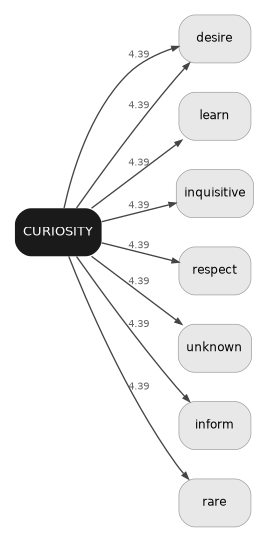 4.39
desire
4.39
learn
4.39
4.39
inquisitive
CURIOSITY
4.39
respect
4.39
unknown
4.39
inform
4.39
rare